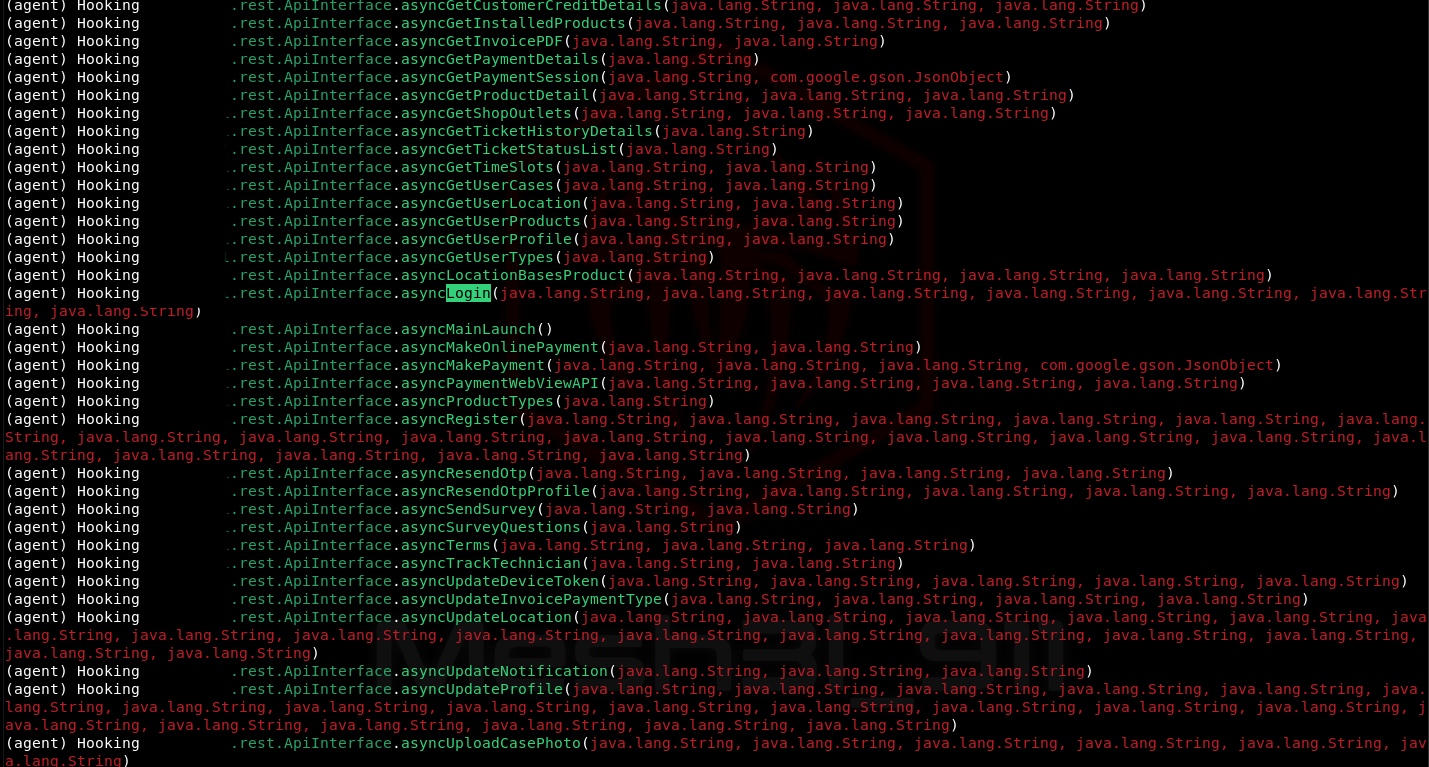 (agent) Hooking .rest.ApiInterface.asyncGetCustomerCreditDetails(java.lang.String, java.lang.String, java.lang.String)
(agent) Hooking .rest.ApiInterface.asyncGetInstalledProducts(java.lang.String, java.lang.String, java.lang.String)
(agent) Hooking .rest.ApiInterface.asyncGetInvoicePDF(java.lang.String, java.lang.String)
(agent) Hooking .rest.ApiInterface.asyncGetPaymentDetails(java.lang.String)
(agent) Hooking .rest.ApiInterface.asyncGetPaymentSession(java.lang.String, com.google.gson.JsonObject)
(agent) Hooking .rest.ApiInterface.asyncGetProductDetail(java.lang.String, java.lang.String, java.lang.String)
(agent) Hooking .rest.ApiInterface.asyncGetShopOutlets(java.lang.String, java.lang.String, java.lang.String)
(agent) Hooking .rest.ApiInterface.asyncGetTicketHistoryDetails(java.lang.String)
(agent) Hooking .rest.ApiInterface.asyncGetTicketStatusList(java.lang.String)
(agent) Hooking .rest.ApiInterface.asyncGetTimeSlots(java.lang.String, java.lang.String)
(agent) Hooking .rest.ApiInterface.asyncGetUserCases(java.lang.String, java.lang.String)
(agent) Hooking .rest.ApiInterface.asyncGetUserLocation(java.lang.String, java.lang.String)
(agent) Hooking .rest.ApiInterface.asyncGetUserProducts(java.lang.String, java.lang.String)
(agent) Hooking .rest.ApiInterface.asyncGetUserProfile(java.lang.String, java.lang.String)
(agent) Hooking .rest.ApiInterface.asyncGetUserTypes(java.lang.String)
(agent) Hooking .rest.ApiInterface.asyncLocationBasesProduct(java.lang.String, java.lang.String, java.lang.String, java.lang.String)
(agent) Hooking .rest.ApiInterface.asyncLogin(java.lang.String, java.lang.String, java.lang.String, java.lang.String, java.lang.String, java.lang.Str
ing, java.lang.String)
(agent) Hooking .rest.ApiInterface.asyncMainLaunch()
(agent) Hooking .rest.ApiInterface.asyncMakeOnlinePayment(java.lang.String, java.lang.String)
(agent) Hooking .rest.ApiInterface.asyncMakePayment(java.lang.String, java.lang.String, java.lang.String, com.google.gson.JsonObject)
(agent) Hooking .rest.ApiInterface.asyncPaymentWebViewAPI(java.lang.String, java.lang.String, java.lang.String, java.lang.String)
(agent) Hooking .rest.ApiInterface.asyncProductTypes(java.lang.String)
(agent) Hooking .rest.ApiInterface.asyncRegister(java.lang.String, java.lang.String, java.lang.String, java.lang.String, java.lang.String, java.lang.
String, java.lang.String, java.lang.String, java.lang.String, java.lang.String, java.lang.String, java.lang.String, java.lang.String, java.lang.String, java.l
ang.String, java.lang.String, java.lang.String, java.lang.String, java.lang.String)
(agent) Hooking .rest.ApiInterface.asyncResendOtp(java.lang.String, java.lang.String, java.lang.String, java.lang.String)
(agent) Hooking .rest.ApiInterface.asyncResendOtpProfile(java.lang.String, java.lang.String, java.lang.String, java.lang.String, java.lang.String)
(agent) Hooking .rest.ApiInterface.asyncSendSurvey(java.lang.String, java.lang.String)
(agent) Hooking .rest.ApiInterface.asyncSurveyQuestions(java.lang.String)
(agent) Hooking .rest.ApiInterface.asyncTerms(java.lang.String, java.lang.String, java.lang.String)
(agent) Hooking .rest.ApiInterface.asyncTrackTechnician(java.lang.String, java.lang.String)
(agent) Hooking .rest.ApiInterface.asyncUpdateDeviceToken(java.lang.String, java.lang.String, java.lang.String, java.lang.String, java.lang.String)
(agent) Hooking .rest.ApiInterface.asyncUpdateInvoicePaymentType(java.lang.String, java.lang.String, java.lang.String, java.lang.String)
(agent) Hooking .rest.ApiInterface.asyncUpdateLocation(java.lang.String, java.lang.String, java.lang.String, java.lang.String, java.lang.String, java
.lang.String, java.lang.String, java.lang.String, java.lang.String, java.lang.String, java.lang.String, java.lang.String, java.lang.String, java.lang.String,
java.lang.String, java.lang.String)
(agent) Hooking .rest.ApiInterface.asyncUpdateNotification(java.lang.String, java.lang.String, java.lang.String)
(agent) Hooking .rest.ApiInterface.asyncUpdateProfile(java.lang.String, java.lang.String, java.lang.String, java.lang.String, java.lang.String, java.
lang.String, java.lang.String, java.lang.String, java.lang.String, java.lang.String, java.lang.String, java.lang.String, java.lang.String, java.lang.String, j
ava.lang.String, java.lang.String, java.lang.String, java.lang.String, java.lang.String, java.lang.String)
(agent) Hooking .rest.ApiInterface.asyncUploadCasePhoto(java.lang.String, java.lang.String, java.lang.String, java.lang.String, java.lang.String, jav
a.lang.String)